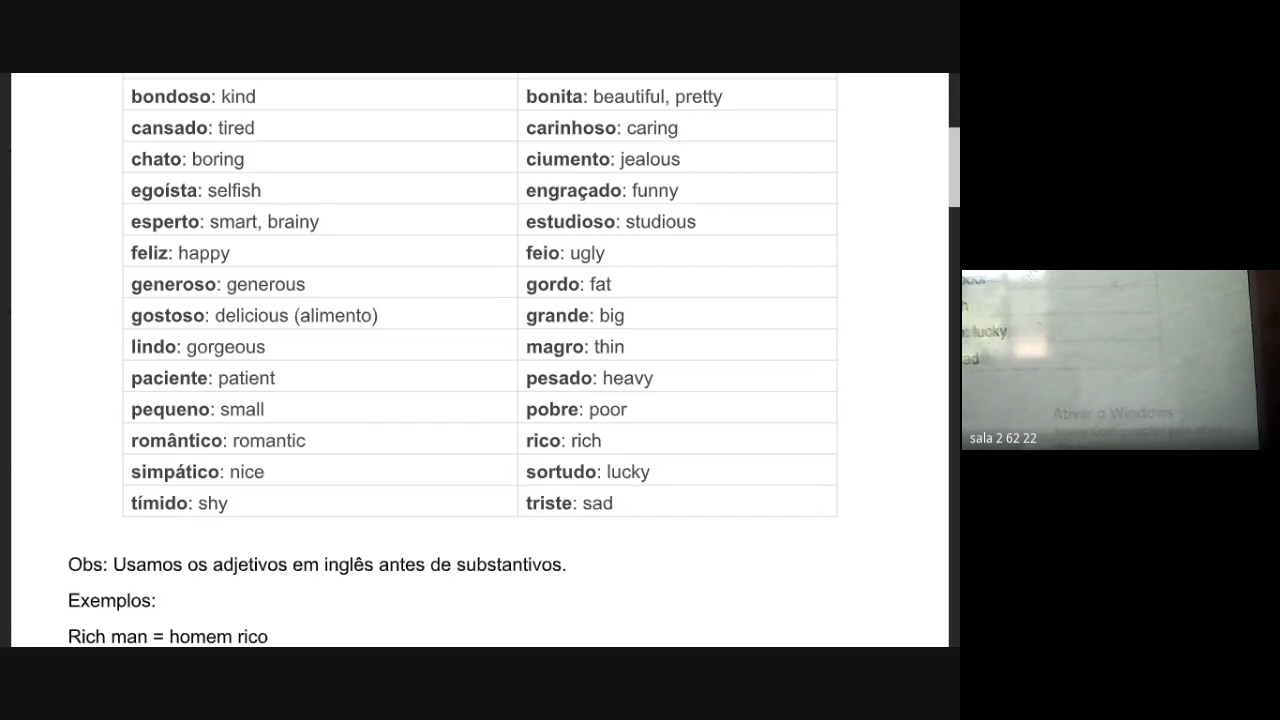 bondoso: kind bonita: beautiful, pretty
cansado: tired carinhoso: caring
chato: boring ciumento: jealous
egoísta: selfish engraçado: funny
esperto: smart, brainy estudioso: studious
feliz: happy feio: ugly
generoso: generous gordo: fat
gostoso: delicious (alimento) grande: big
lindo: gorgeous magro: thin
paciente: patient pesado: heavy
pequeno: small pobre: poor
romântico: romantic rico: rich
simpático: nice sortudo: lucky
tímido: shy triste: sad
Obs: Usamos os adjetivos em inglês antes de substantivos.
Exemplos:
Rich man = homem rico
: lucky
Ativar o Windows
sala 2 62 22